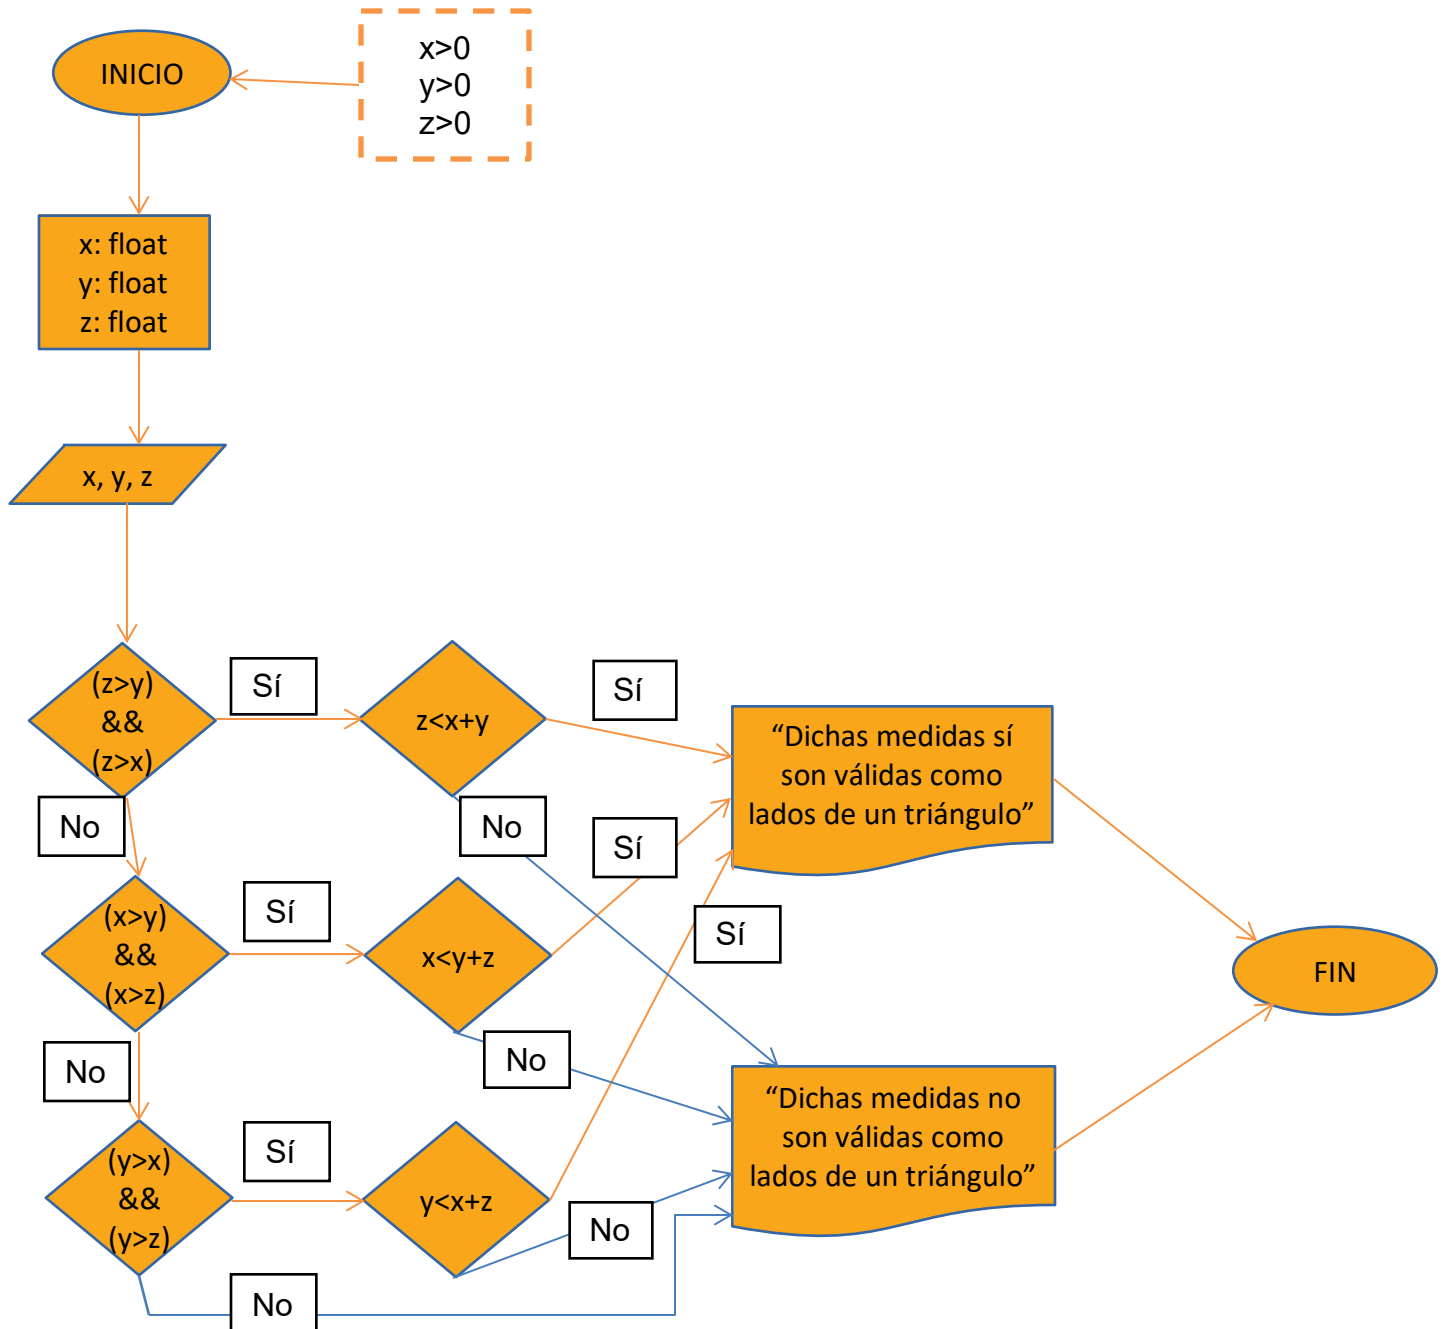 INICIO
x>0
y>0
z>0
x: float
y: float
z: float
x, y, z
(z>y)
&&
(z>x)
Sí
z<x+y
Sí
“Dichas medidas sí
son válidas como
lados de un triángulo”
No
No
Sí
(x>y)
&&
(x>z)
Sí
x<y+z
Sí
FIN
No
No
“Dichas medidas no
son válidas como
lados de un triángulo”
(y>x)
&&
(y>z)
Sí
y<x+z
No
No